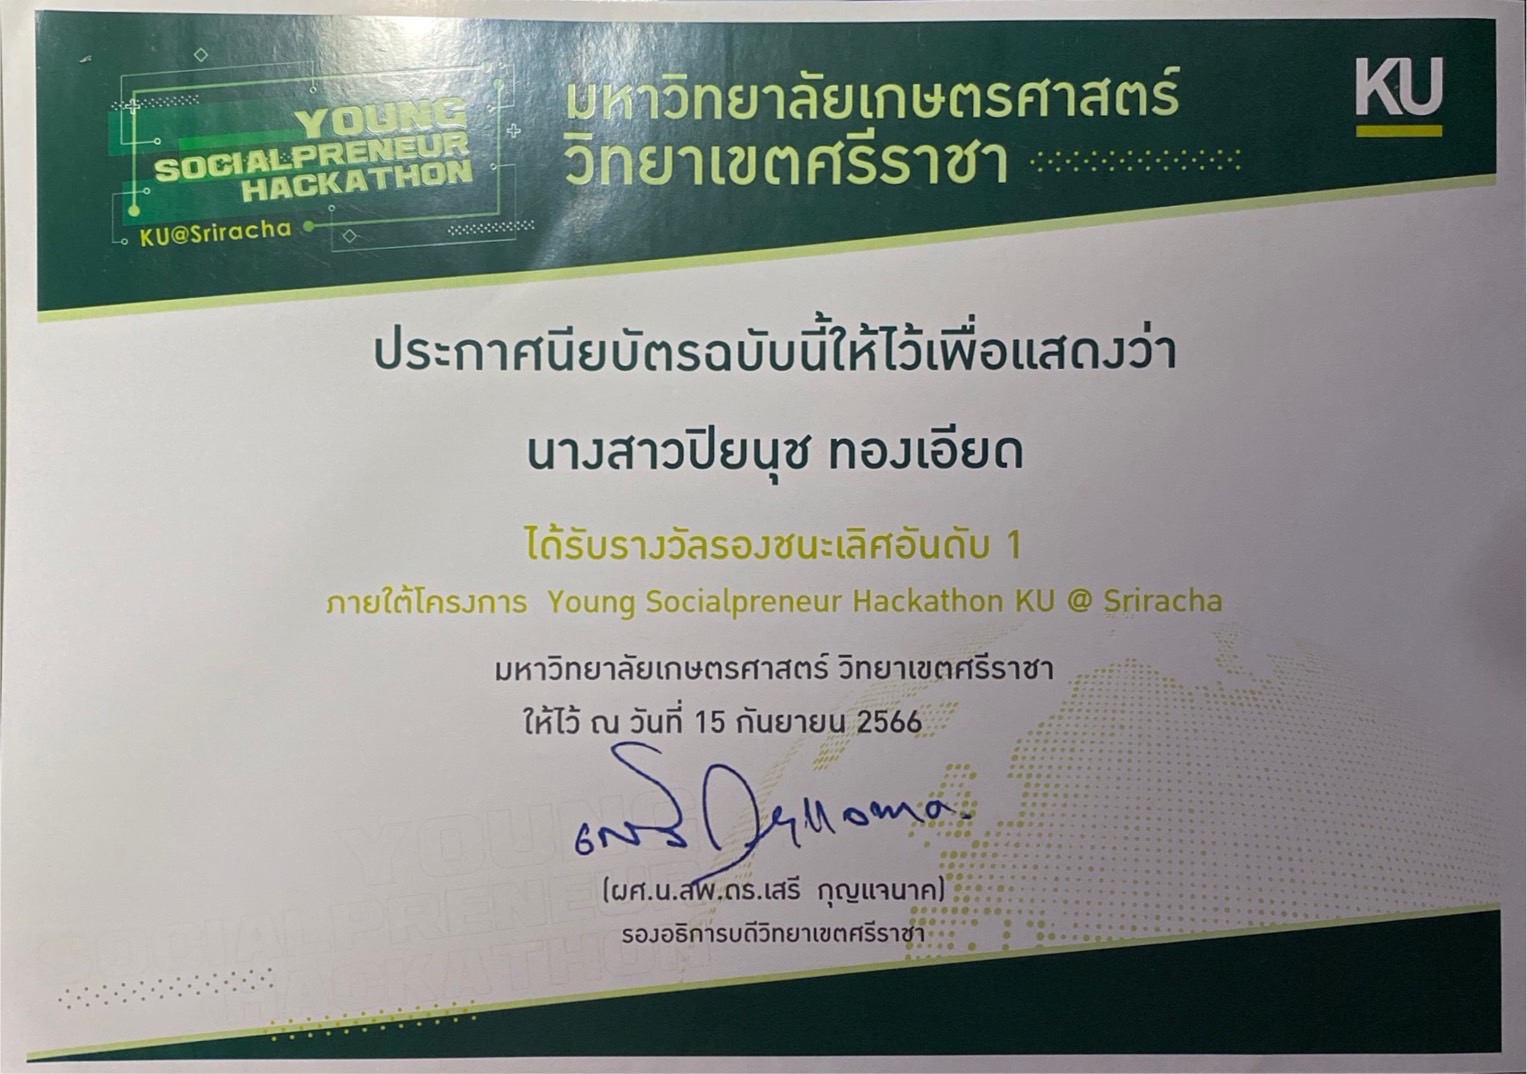 YOUNG
SOCIALPRENEUR
HACKATHON
KU@Sriracha
มหาวิทยาลัยเกษตรศาสตร์
วิทยาเขตศรีราชา
KU
ประกาศนียบัตรฉบับนี้ให้ไว้เพื่อแสดงว่า
นางสาวปิยนุช ทองเอียด
ได้รับรางวัลรองชนะเลิศอันดับ 1
ภายใต้โครงการ Young Socialpreneur Hackathon KU @ Sriracha
มหาวิทยาลัยเกษตรศาสตร์ วิทยาเขตศรีราชา
ให้ไว้ ณ วันที่ 15 กันยายน 2566
(ผศ.น.สพ.ดร.เสรี กุญแจนาค)
รองอธิการบดีวิทยาเขตศรีราชา
YOUNG
SOCIALPRENEUR
HACKATHON